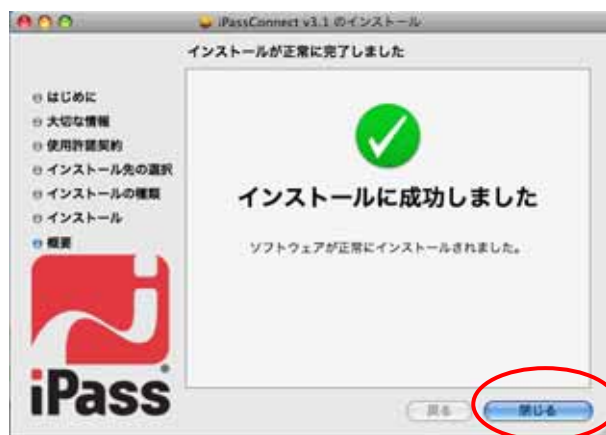 iPassConnect v3.1 のインストール
インストールが正常に完了しました
はじめに
大切な情報
使用許諾契約
インストール先の選択
インストールの種類
インストール
概要
インストールに成功しました
ソフトウェアが正常にインストールされました。
iPass
戻る
閉じる